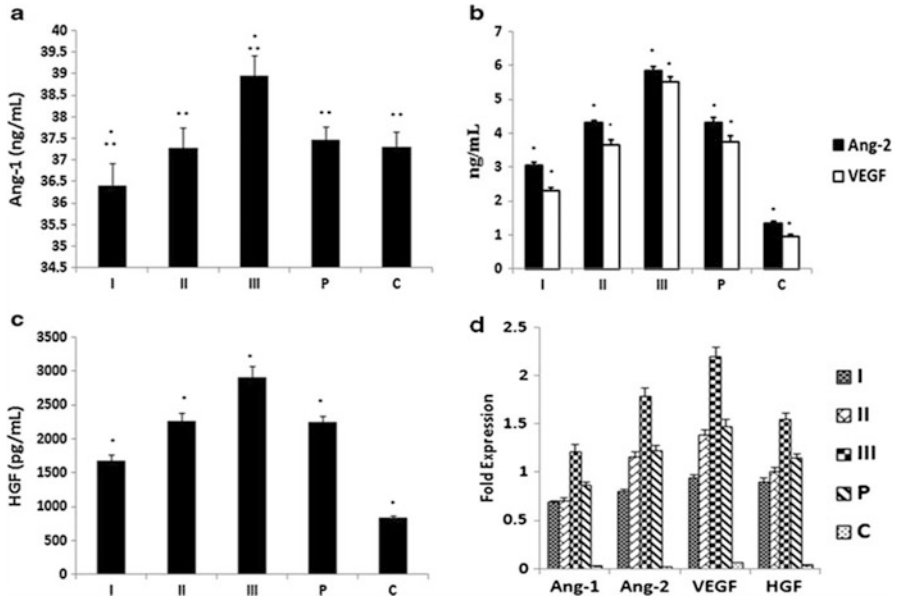 a
Ang-1 (ng/mL)
40
39.5
39
38.5
38
37.5
37
36.5
36
35.5
35
34.5
I II III P C
b
ng/mL
7
6
5
4
3
2
1
0
I II III P C
Ang-2
VEGF
c
HGF (pg/mL)
3500
3000
2500
2000
1500
1000
500
0
I II III P C
d
Fold Expression
2.5
2
1.5
1
0.5
0
Ang-1 Ang-2 VEGF HGF
I
II
III
P
C